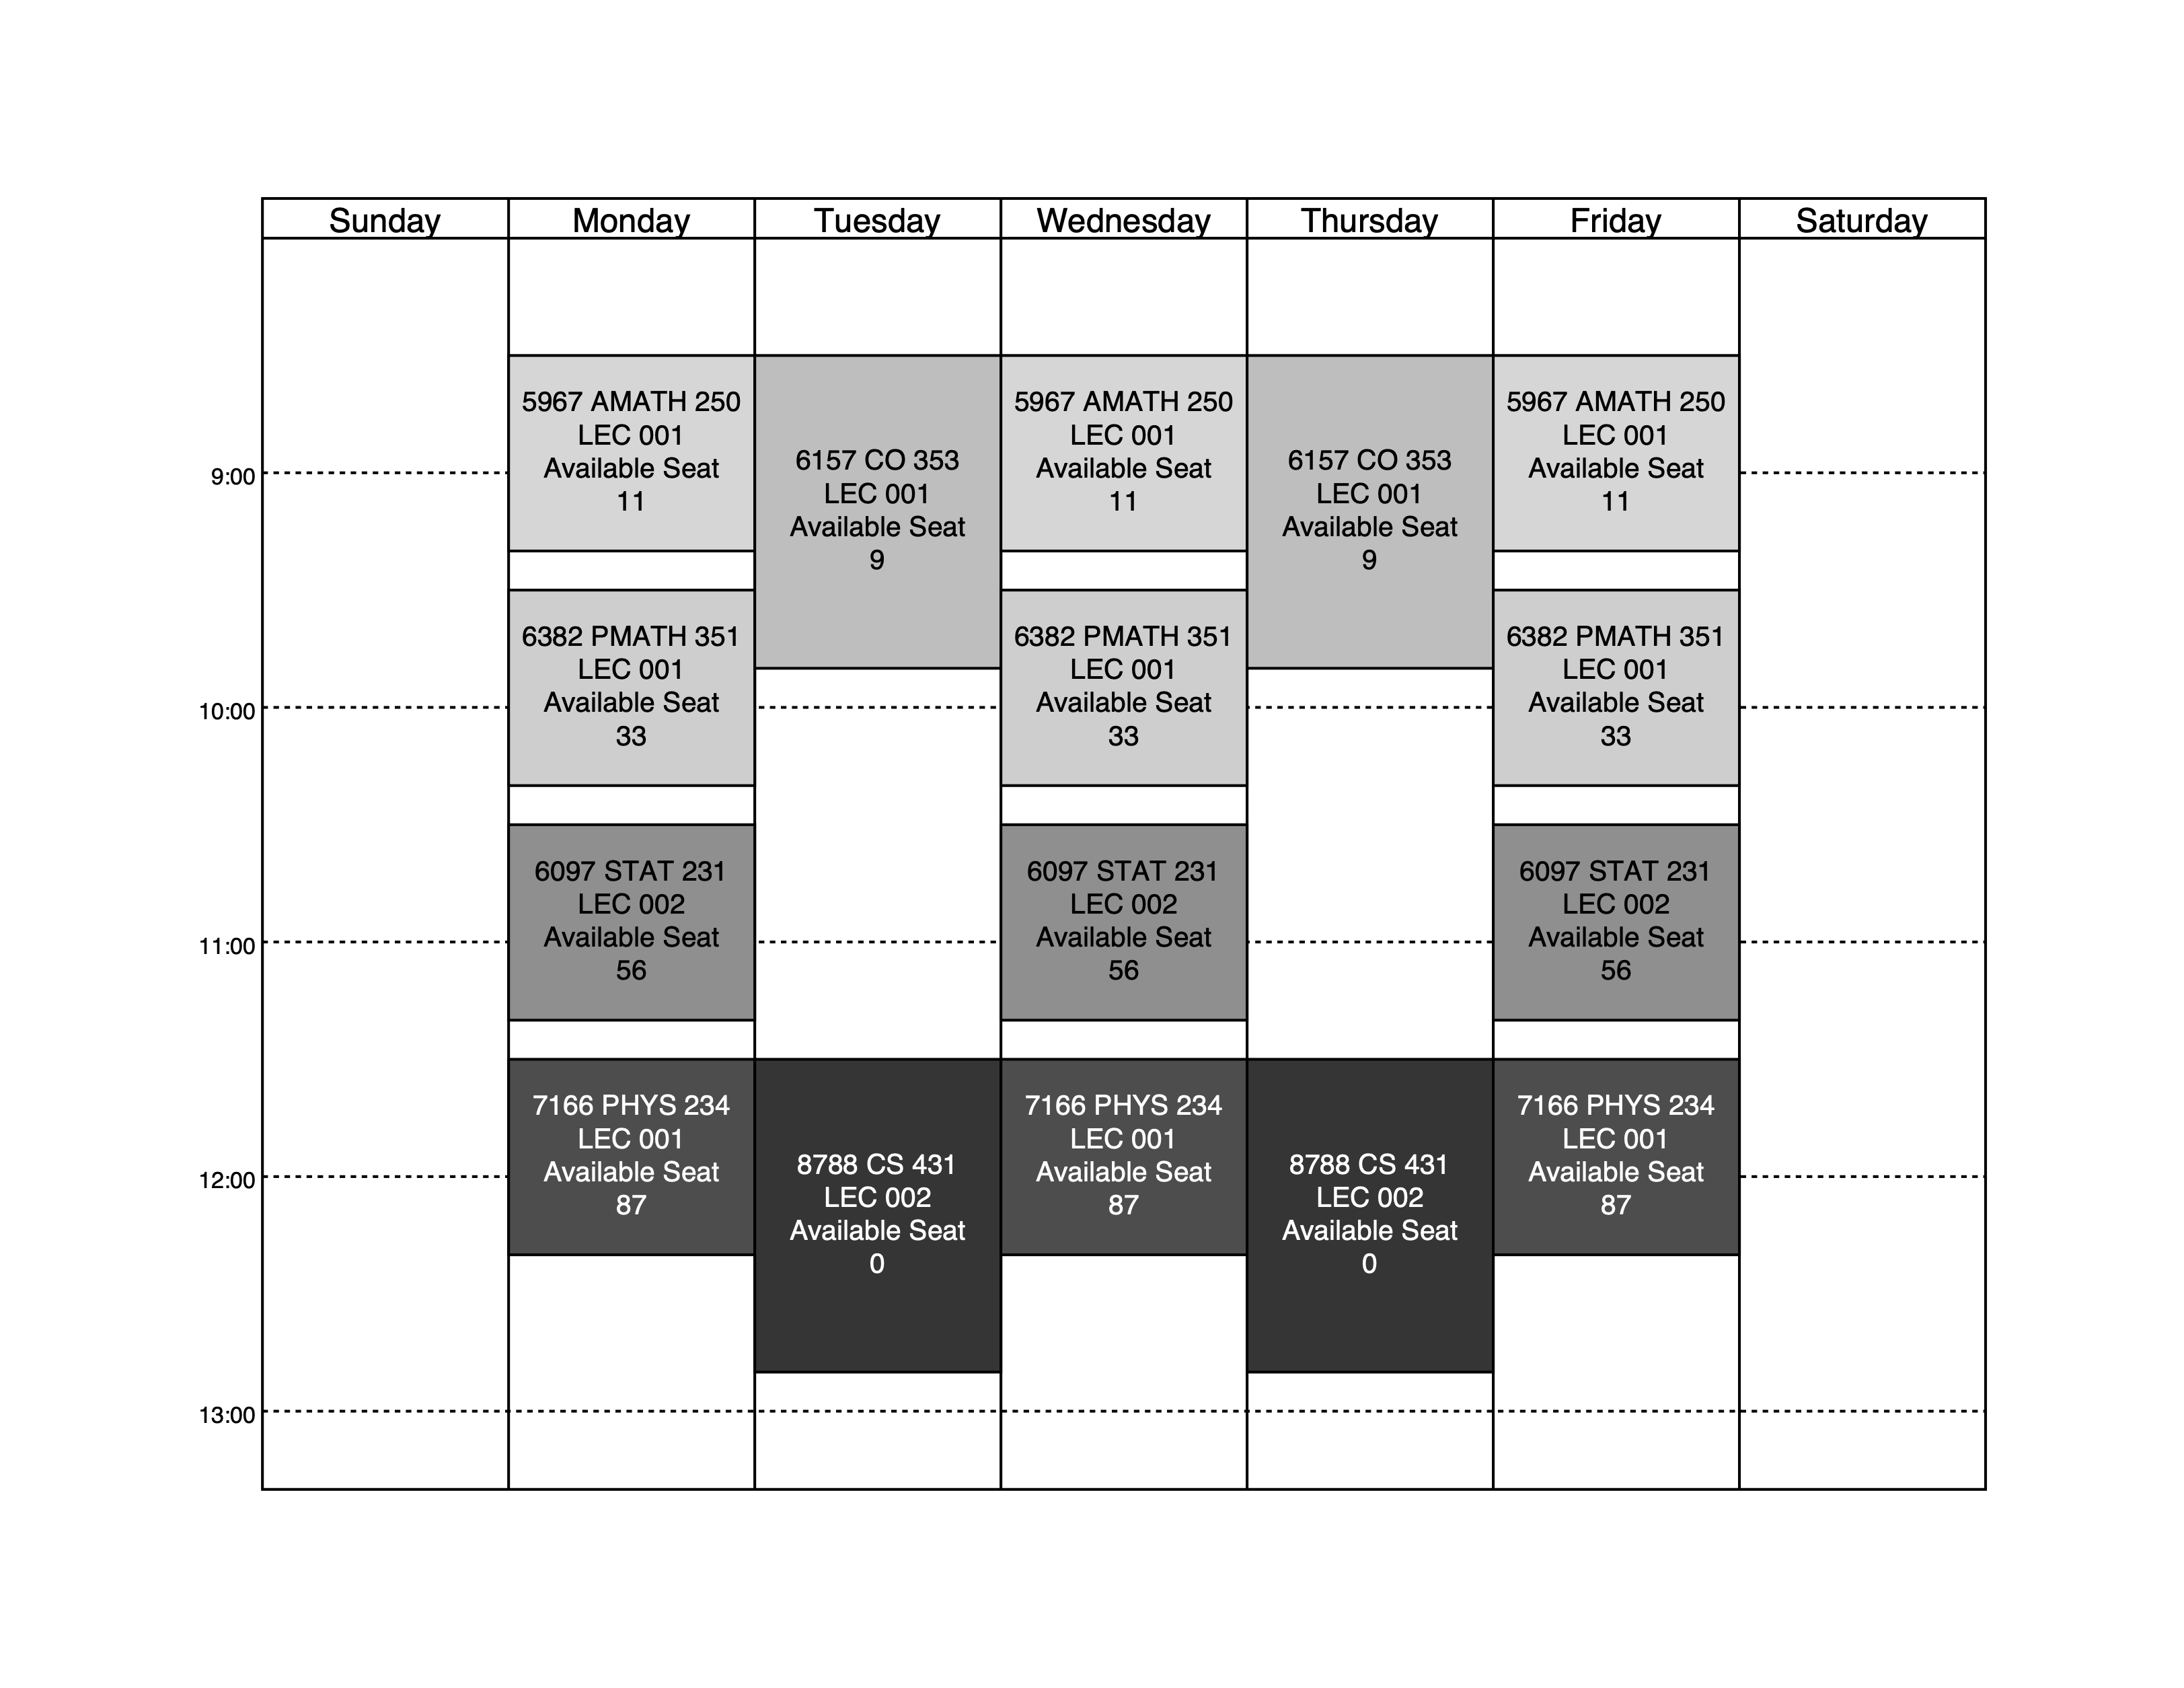 Sunday
Monday
Tuesday
Wednesday
Thursday
Friday
Saturday
9:00
10:00
11:00
12:00
13:00
5967 AMATH 250
LEC 001
Available Seat
11
6382 PMATH 351
LEC 001
Available Seat
33
6097 STAT 231
LEC 002
Available Seat
56
7166 PHYS 234
LEC 001
Available Seat
87
6157 CO 353
LEC 001
Available Seat
9
8788 CS 431
LEC 002
Available Seat
0
5967 AMATH 250
LEC 001
Available Seat
11
6382 PMATH 351
LEC 001
Available Seat
33
6097 STAT 231
LEC 002
Available Seat
56
7166 PHYS 234
LEC 001
Available Seat
87
6157 CO 353
LEC 001
Available Seat
9
8788 CS 431
LEC 002
Available Seat
0
5967 AMATH 250
LEC 001
Available Seat
11
6382 PMATH 351
LEC 001
Available Seat
33
6097 STAT 231
LEC 002
Available Seat
56
7166 PHYS 234
LEC 001
Available Seat
87